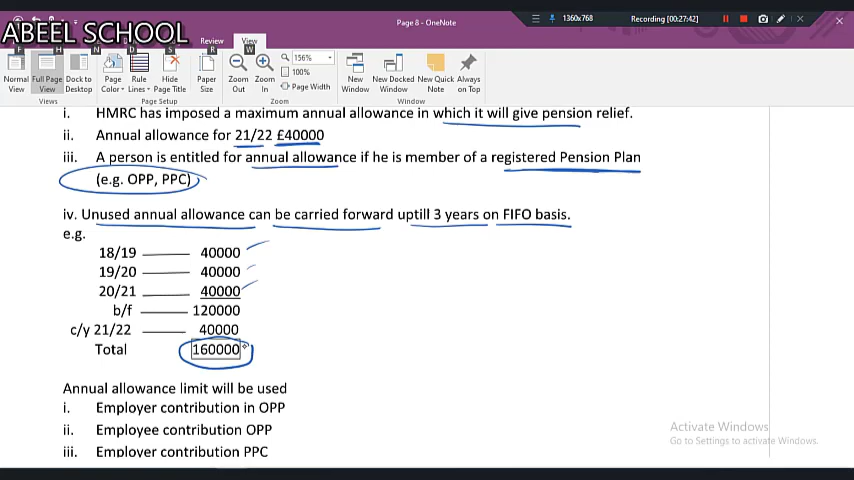 Page 8 - OneNote
1360x768
Recording [00:27:42]
ABEEL SCHOOL
Review
View
F
H
N
D
S
R
W
Normal View
Full Page View
Dock to Desktop
Page Color
Rule Lines
Hide Page Title
Paper Size
Zoom Out
Zoom In
156%
100%
Page Width
New Window
New Docked Window
New Quick Note
Always on Top
Views
Page Setup
Zoom
Window
i. HMRC has imposed a maximum annual allowance in which it will give pension relief.
ii. Annual allowance for 21/22 £40000
iii. A person is entitled for annual allowance if he is member of a registered Pension Plan
(e.g. OPP, PPC)
iv. Unused annual allowance can be carried forward uptill 3 years on FIFO basis.
e.g.
18/19 40000
19/20 40000
20/21 40000
b/f 120000
c/y 21/22 40000
Total 160000
Annual allowance limit will be used
i. Employer contribution in OPP
ii. Employee contribution OPP
iii. Employer contribution PPC
Activate Windows
Go to Settings to activate Windows.